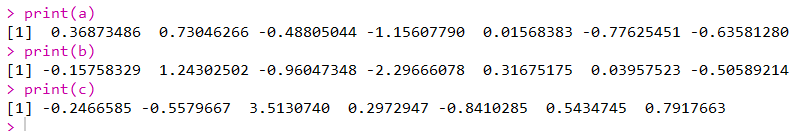 > print(a)
[1]  0.36873486  0.73046266 -0.48805044 -1.15607790  0.01568383 -0.77625451 -0.63581280
> print(b)
[1] -0.15758329  1.24302502 -0.96047348 -2.29666078  0.31675175  0.03957523 -0.50589214
> print(c)
[1] -0.2466585 -0.5579667  3.5130740  0.2972947 -0.8410285  0.5434745  0.7917663
>